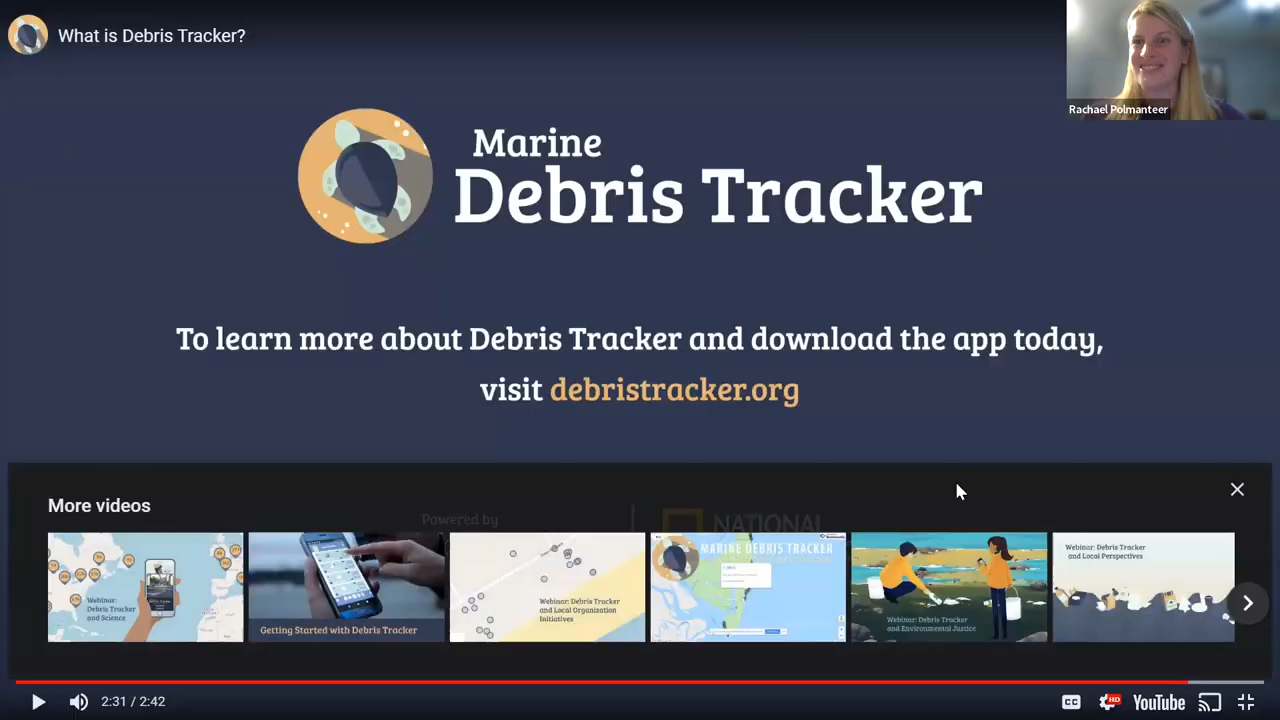 What is Debris Tracker?
Rachael Polmanteer
Marine
Debris Tracker
To learn more about Debris Tracker and download the app today,
visit debristracker.org
More videos
Powered by
NATIONAL
Webinar:
Debris Tracker
and Science
Getting Started with Debris Tracker
Webinar: Debris Tracker
and Local Organization
Initiatives
MARINE DEBRIS TRACKER
Webinar: Debris Tracker
and Environmental Justice
Webinar: Debris Tracker
and Local Perspectives
2:31 / 2:42
CC
HD
YouTube